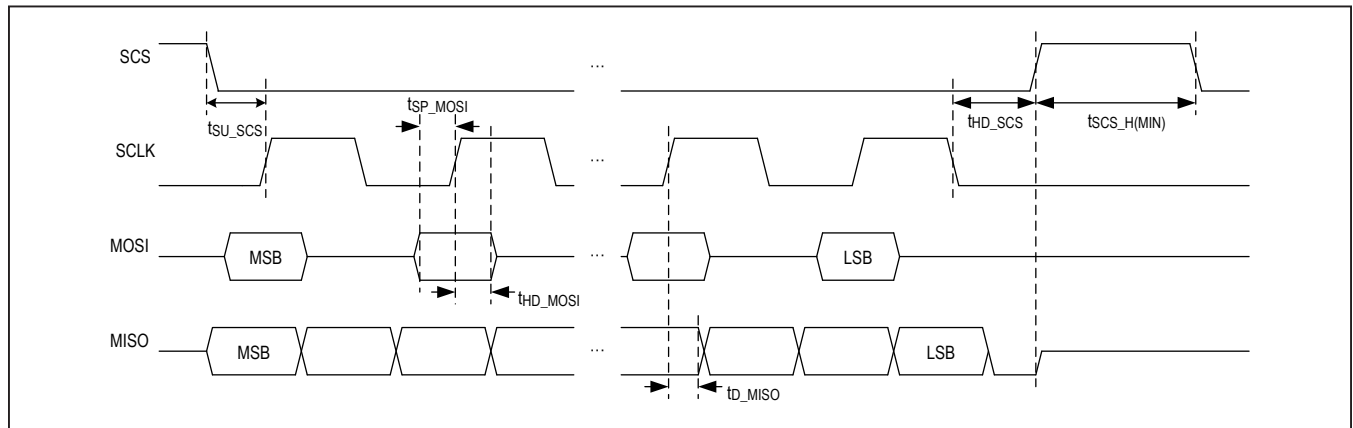 SCS
...
tSU_SCS
tSP_MOSI
tHD_SCS
tSCS_H(MIN)
SCLK
...
MOSI
MSB
...
LSB
tHD_MOSI
MISO
MSB
...
LSB
tD_MISO